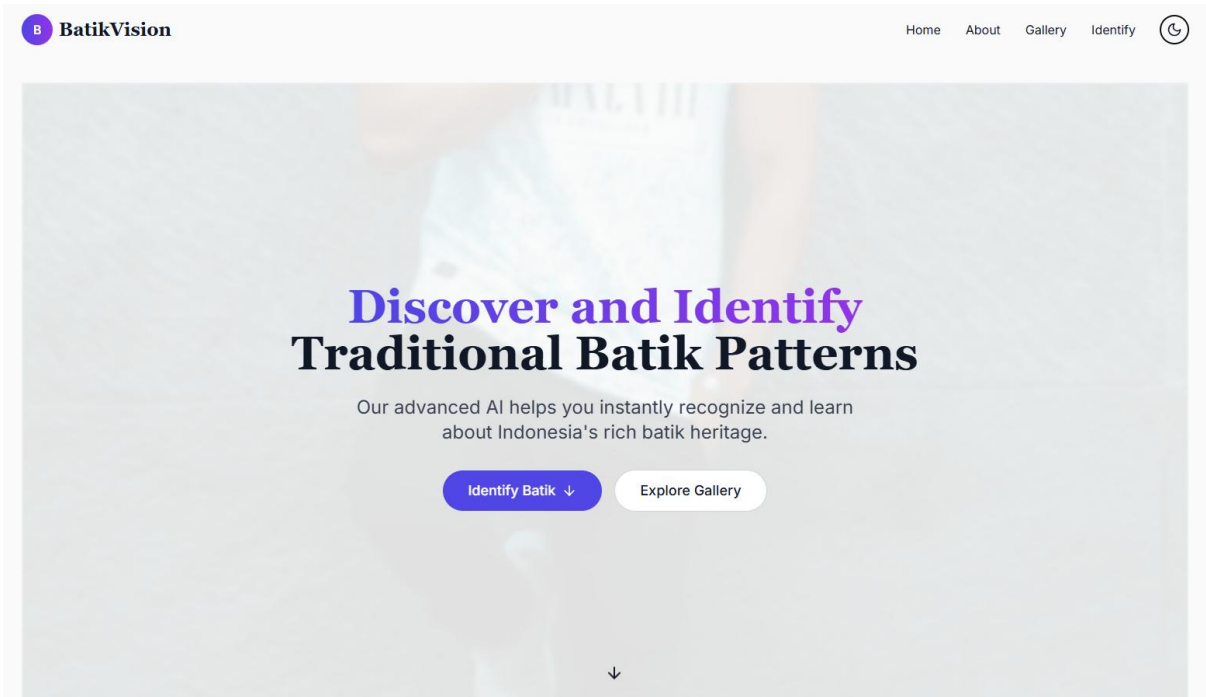 B BatikVision
Home About Gallery Identify
Discover and Identify
Traditional Batik Patterns
Our advanced AI helps you instantly recognize and learn
about Indonesia's rich batik heritage.
Identify Batik ↓
Explore Gallery
↓